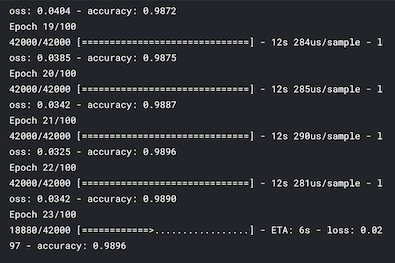 oss: 0.0404 - accuracy: 0.9872
Epoch 19/100
42000/42000 [==============================] - 12s 284us/sample - l
oss: 0.0385 - accuracy: 0.9875
Epoch 20/100
42000/42000 [==============================] - 12s 285us/sample - l
oss: 0.0342 - accuracy: 0.9887
Epoch 21/100
42000/42000 [==============================] - 12s 290us/sample - l
oss: 0.0325 - accuracy: 0.9896
Epoch 22/100
42000/42000 [==============================] - 12s 281us/sample - l
oss: 0.0342 - accuracy: 0.9890
Epoch 23/100
18880/42000 [============>.................] - ETA: 6s - loss: 0.02
97 - accuracy: 0.9896